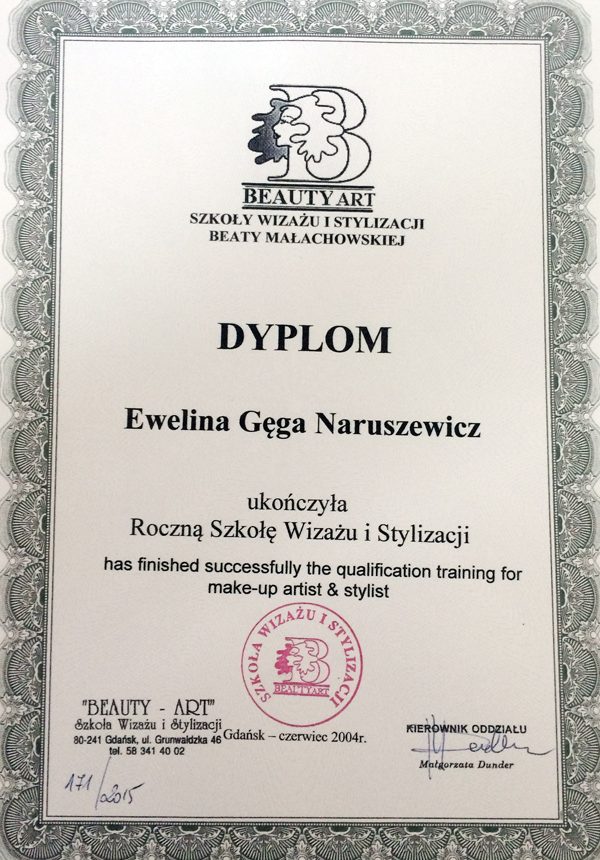 B
BEAUTY ART
SZKOŁY WIZAŻU I STYLIZACJI
BEATY MAŁACHOWSKIEJ
DYPLOM
Ewelina Gęga Naruszewicz
ukończyła
Roczną Szkołę Wizażu i Stylizacji
has finished successfully the qualification training for
make-up artist & stylist
SZKOŁA WIZAŻU I STYLIZACJI
B
BEAUTY ART
"BEAUTY - ART"
Szkoła Wizażu i Stylizacji
80-241 Gdańsk, ul. Grunwaldzka 46
tel. 58 341 40 02
Gdańsk – czerwiec 2004r.
KIEROWNIK ODDZIAŁU
Małgorzata Dunder
171/2015